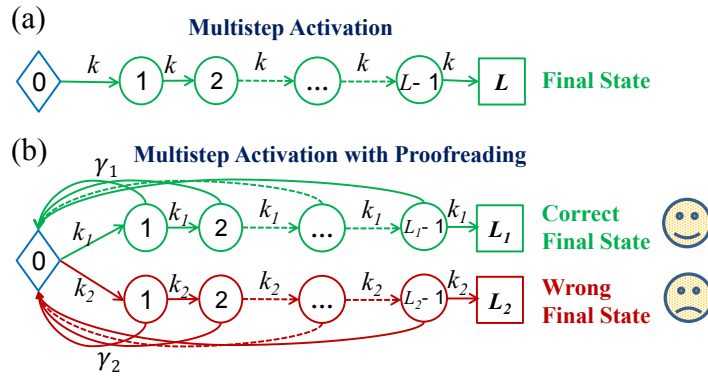 (a)
Multistep Activation
0 k 1 k 2 k ... k L- 1 k L Final State
(b)
Multistep Activation with Proofreading
γ1
0 k1 1 k1 2 k1 ... k1 L1- 1 k1 L1 Correct
Final State
k2 1 k2 2 k2 ... k2 L2- 1 k2 L2 Wrong
Final State
γ2